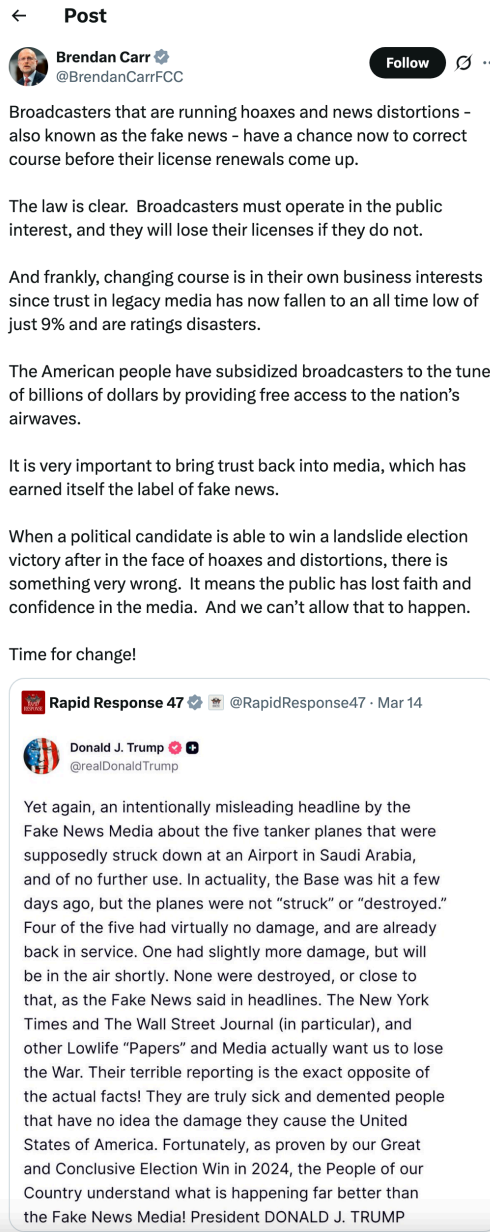 Post
Brendan Carr
@BrendanCarrFCC
Follow
Broadcasters that are running hoaxes and news distortions -
also known as the fake news - have a chance now to correct
course before their license renewals come up.
The law is clear.  Broadcasters must operate in the public
interest, and they will lose their licenses if they do not.
And frankly, changing course is in their own business interests
since trust in legacy media has now fallen to an all time low of
just 9% and are ratings disasters.
The American people have subsidized broadcasters to the tune
of billions of dollars by providing free access to the nation’s
airwaves.
It is very important to bring trust back into media, which has
earned itself the label of fake news.
When a political candidate is able to win a landslide election
victory after in the face of hoaxes and distortions, there is
something very wrong.  It means the public has lost faith and
confidence in the media.  And we can’t allow that to happen.
Time for change!
Rapid Response 47 @RapidResponse47 · Mar 14
Donald J. Trump
@realDonaldTrump
Yet again, an intentionally misleading headline by the
Fake News Media about the five tanker planes that were
supposedly struck down at an Airport in Saudi Arabia,
and of no further use. In actuality, the Base was hit a few
days ago, but the planes were not “struck” or “destroyed.”
Four of the five had virtually no damage, and are already
back in service. One had slightly more damage, but will
be in the air shortly. None were destroyed, or close to
that, as the Fake News said in headlines. The New York
Times and The Wall Street Journal (in particular), and
other Lowlife “Papers” and Media actually want us to lose
the War. Their terrible reporting is the exact opposite of
the actual facts! They are truly sick and demented people
that have no idea the damage they cause the United
States of America. Fortunately, as proven by our Great
and Conclusive Election Win in 2024, the People of our
Country understand what is happening far better than
the Fake News Media! President DONALD J. TRUMP